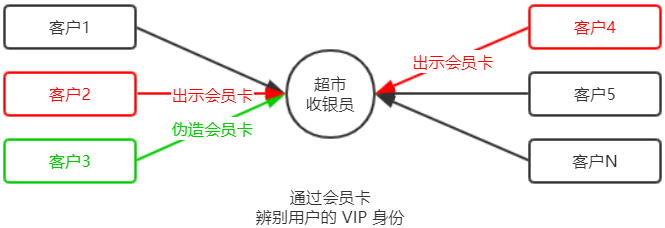 客户1
客户2
客户3
出示会员卡
伪造会员卡
超市
收银员
出示会员卡
客户4
客户5
客户N
通过会员卡
辨别用户的 VIP 身份